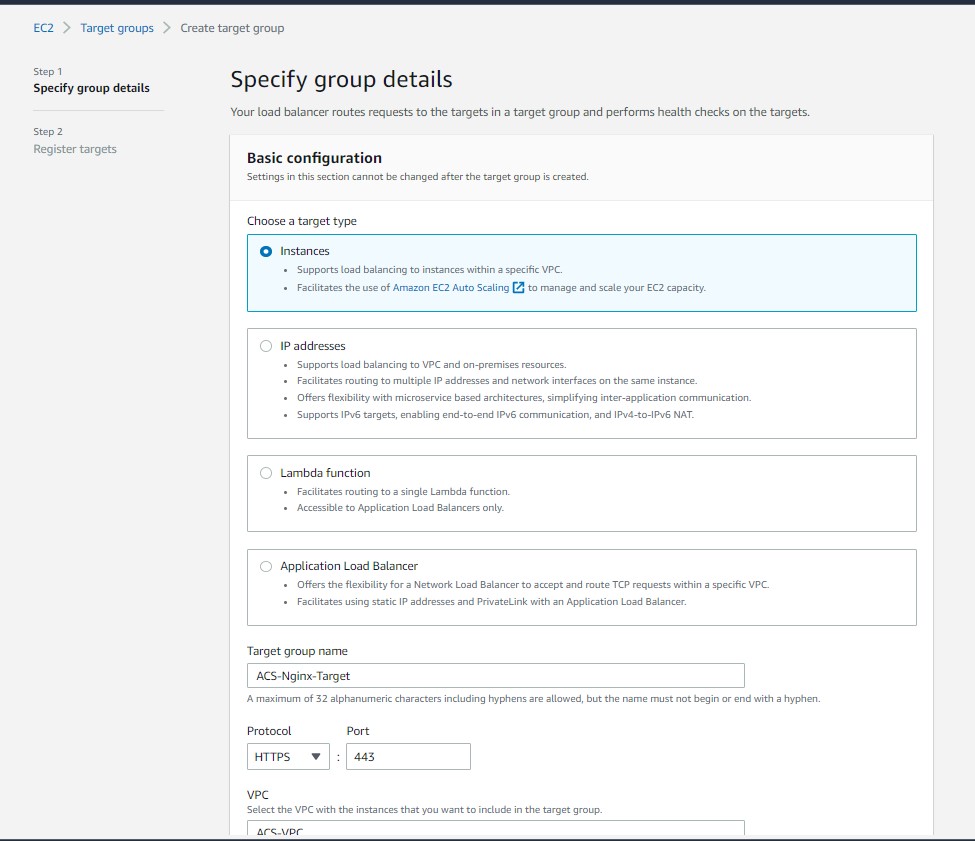 EC2 > Target groups > Create target group
Step 1
Specify group details
Step 2
Register targets
Specify group details
Your load balancer routes requests to the targets in a target group and performs health checks on the targets.
Basic configuration
Settings in this section cannot be changed after the target group is created.
Choose a target type
Instances
• Supports load balancing to instances within a specific VPC.
• Facilitates the use of Amazon EC2 Auto Scaling to manage and scale your EC2 capacity.
IP addresses
• Supports load balancing to VPC and on-premises resources.
• Facilitates routing to multiple IP addresses and network interfaces on the same instance.
• Offers flexibility with microservice based architectures, simplifying inter-application communication.
• Supports IPv6 targets, enabling end-to-end IPv6 communication, and IPv4-to-IPv6 NAT.
Lambda function
• Facilitates routing to a single Lambda function.
• Accessible to Application Load Balancers only.
Application Load Balancer
• Offers the flexibility for a Network Load Balancer to accept and route TCP requests within a specific VPC.
• Facilitates using static IP addresses and PrivateLink with an Application Load Balancer.
Target group name
ACS-Nginx-Target
A maximum of 32 alphanumeric characters including hyphens are allowed, but the name must not begin or end with a hyphen.
Protocol Port
HTTPS : 443
VPC
Select the VPC with the instances that you want to include in the target group.
ACS-VPC